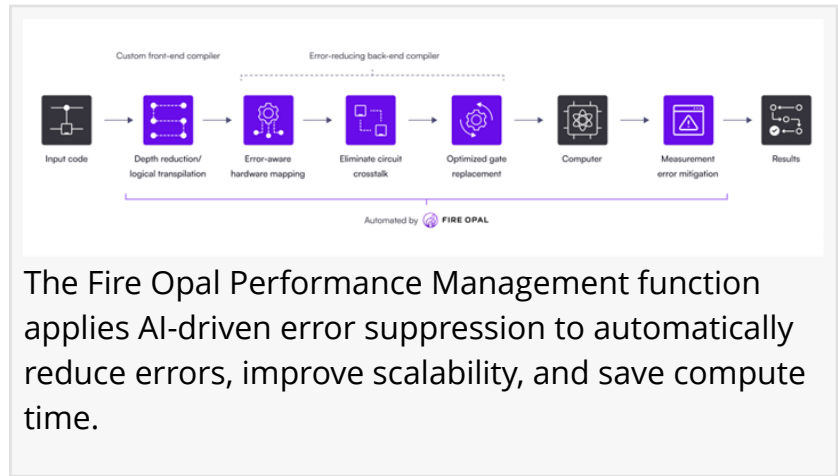 Custom front-end compiler
Error-reducing back-end compiler
Input code
Depth reduction/
logical transpilation
Error-aware
hardware mapping
Eliminate circuit
crosstalk
Optimized gate
replacement
Computer
Measurement
error mitigation
Results
Automated by FIRE OPAL
The Fire Opal Performance Management function
applies AI-driven error suppression to automatically
reduce errors, improve scalability, and save compute
time.